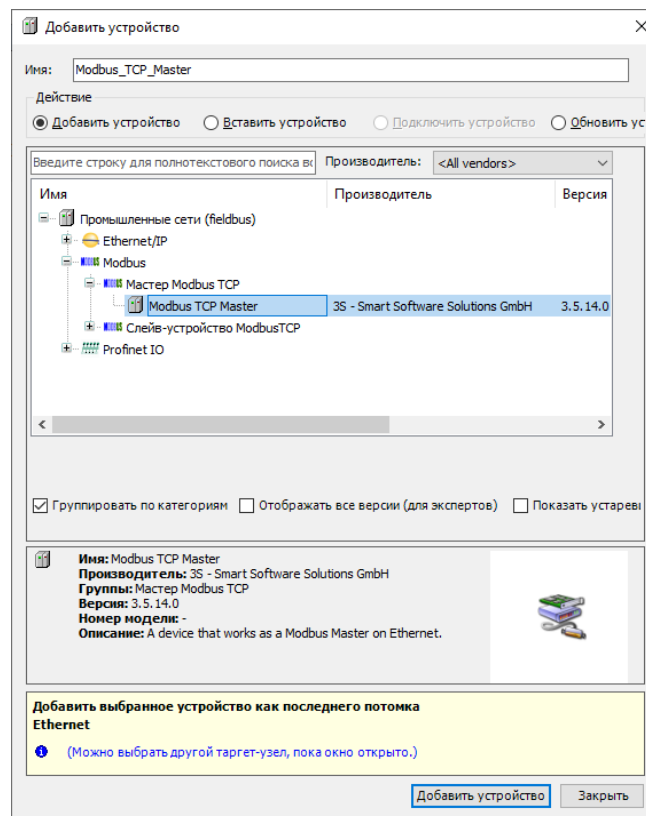 Добавить устройство
Имя: Modbus_TCP_Master
Действие
Добавить устройство Вставить устройство Подключить устройство Обновить ус
Введите строку для полнотекстового поиска во Производитель: <All vendors>
Имя Производитель Версия
Промышленные сети (fieldbus)
Ethernet/IP
Modbus
Мастер Modbus TCP
Modbus TCP Master 3S - Smart Software Solutions GmbH 3.5.14.0
Слейв-устройство ModbusTCP
Profinet IO
Группировать по категориям Отображать все версии (для экспертов) Показать устареви
Имя: Modbus TCP Master
Производитель: 3S - Smart Software Solutions GmbH
Группы: Мастер Modbus TCP
Версия: 3.5.14.0
Номер модели: -
Описание: A device that works as a Modbus Master on Ethernet.
Добавить выбранное устройство как последнего потомка
Ethernet
(Можно выбрать другой таргет-узел, пока окно открыто.)
Добавить устройство Закрыть